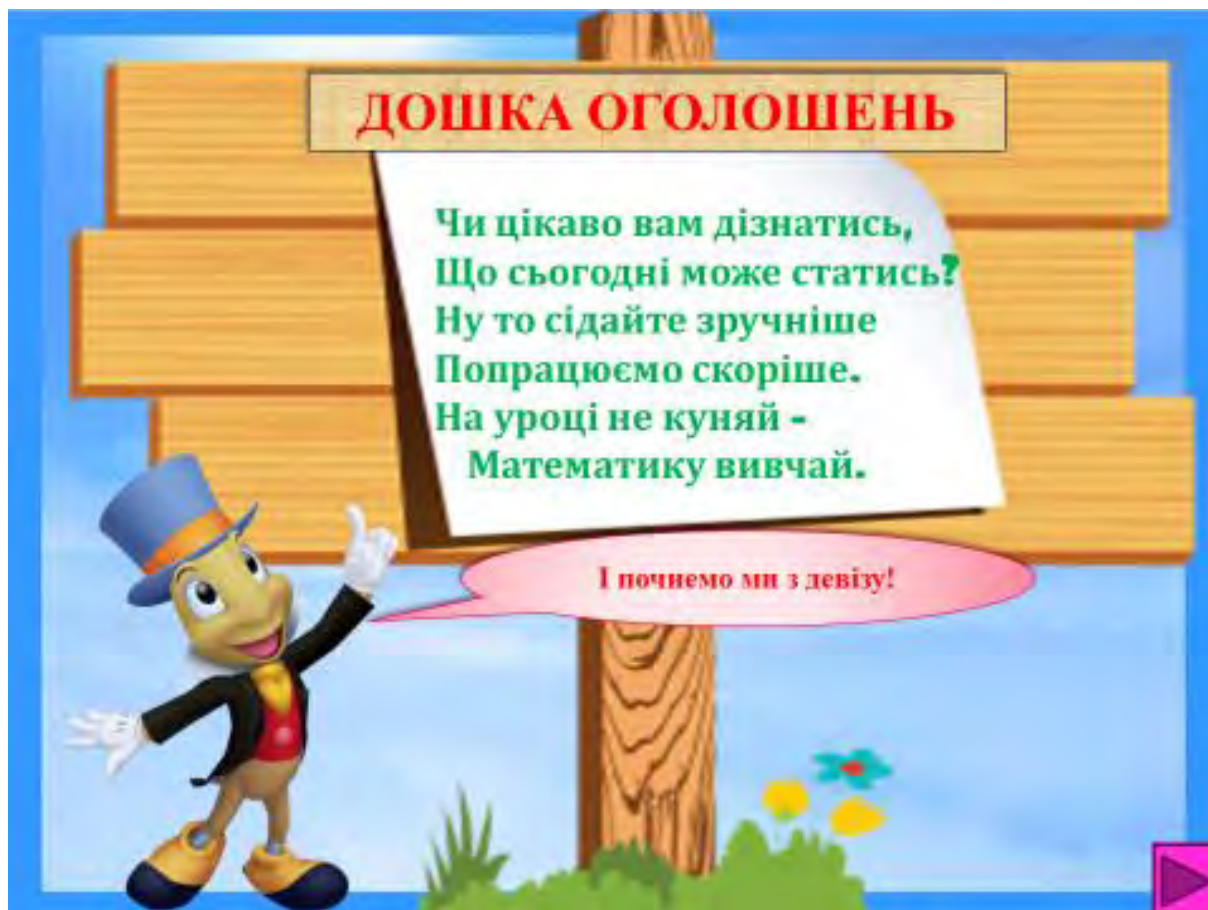 ДОШКА ОГОЛОШЕНЬ
Чи цікаво вам дізнатись,
Що сьогодні може статись?
Ну то сідайте зручніше
Попрацюємо скоріше.
На уроці не куняй -
Математику вивчай.
І почнемо ми з девізу!